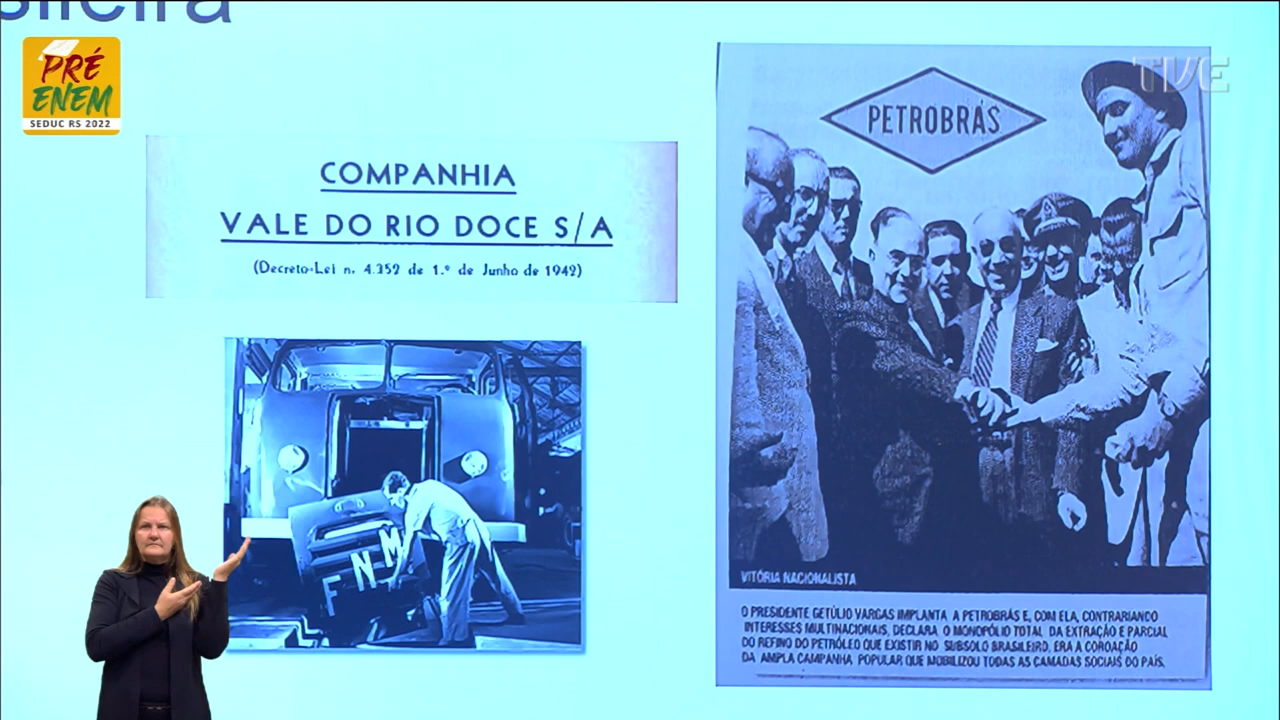 sileira
PRÉ
ENEM
SEDUC RS 2022
TVE
COMPANHIA
VALE DO RIO DOCE S/A
(Decreto-Lei n. 4.352 de 1.º de Junho de 1942)
FNM
PETROBRÁS
VITÓRIA NACIONALISTA
O PRESIDENTE GETÚLIO VARGAS IMPLANTA A PETROBRÁS E, COM ELA, CONTRARIANDO
INTERESSES MULTINACIONAIS, DECLARA O MONOPÓLIO TOTAL DA EXTRAÇÃO E PARCIAL
DO REFINO DO PETRÓLEO QUE EXISTIR NO SUBSOLO BRASILEIRO. ERA A COROAÇÃO
DA AMPLA CAMPANHA POPULAR QUE MOBILIZOU TODAS AS CAMADAS SOCIAIS DO PAÍS.